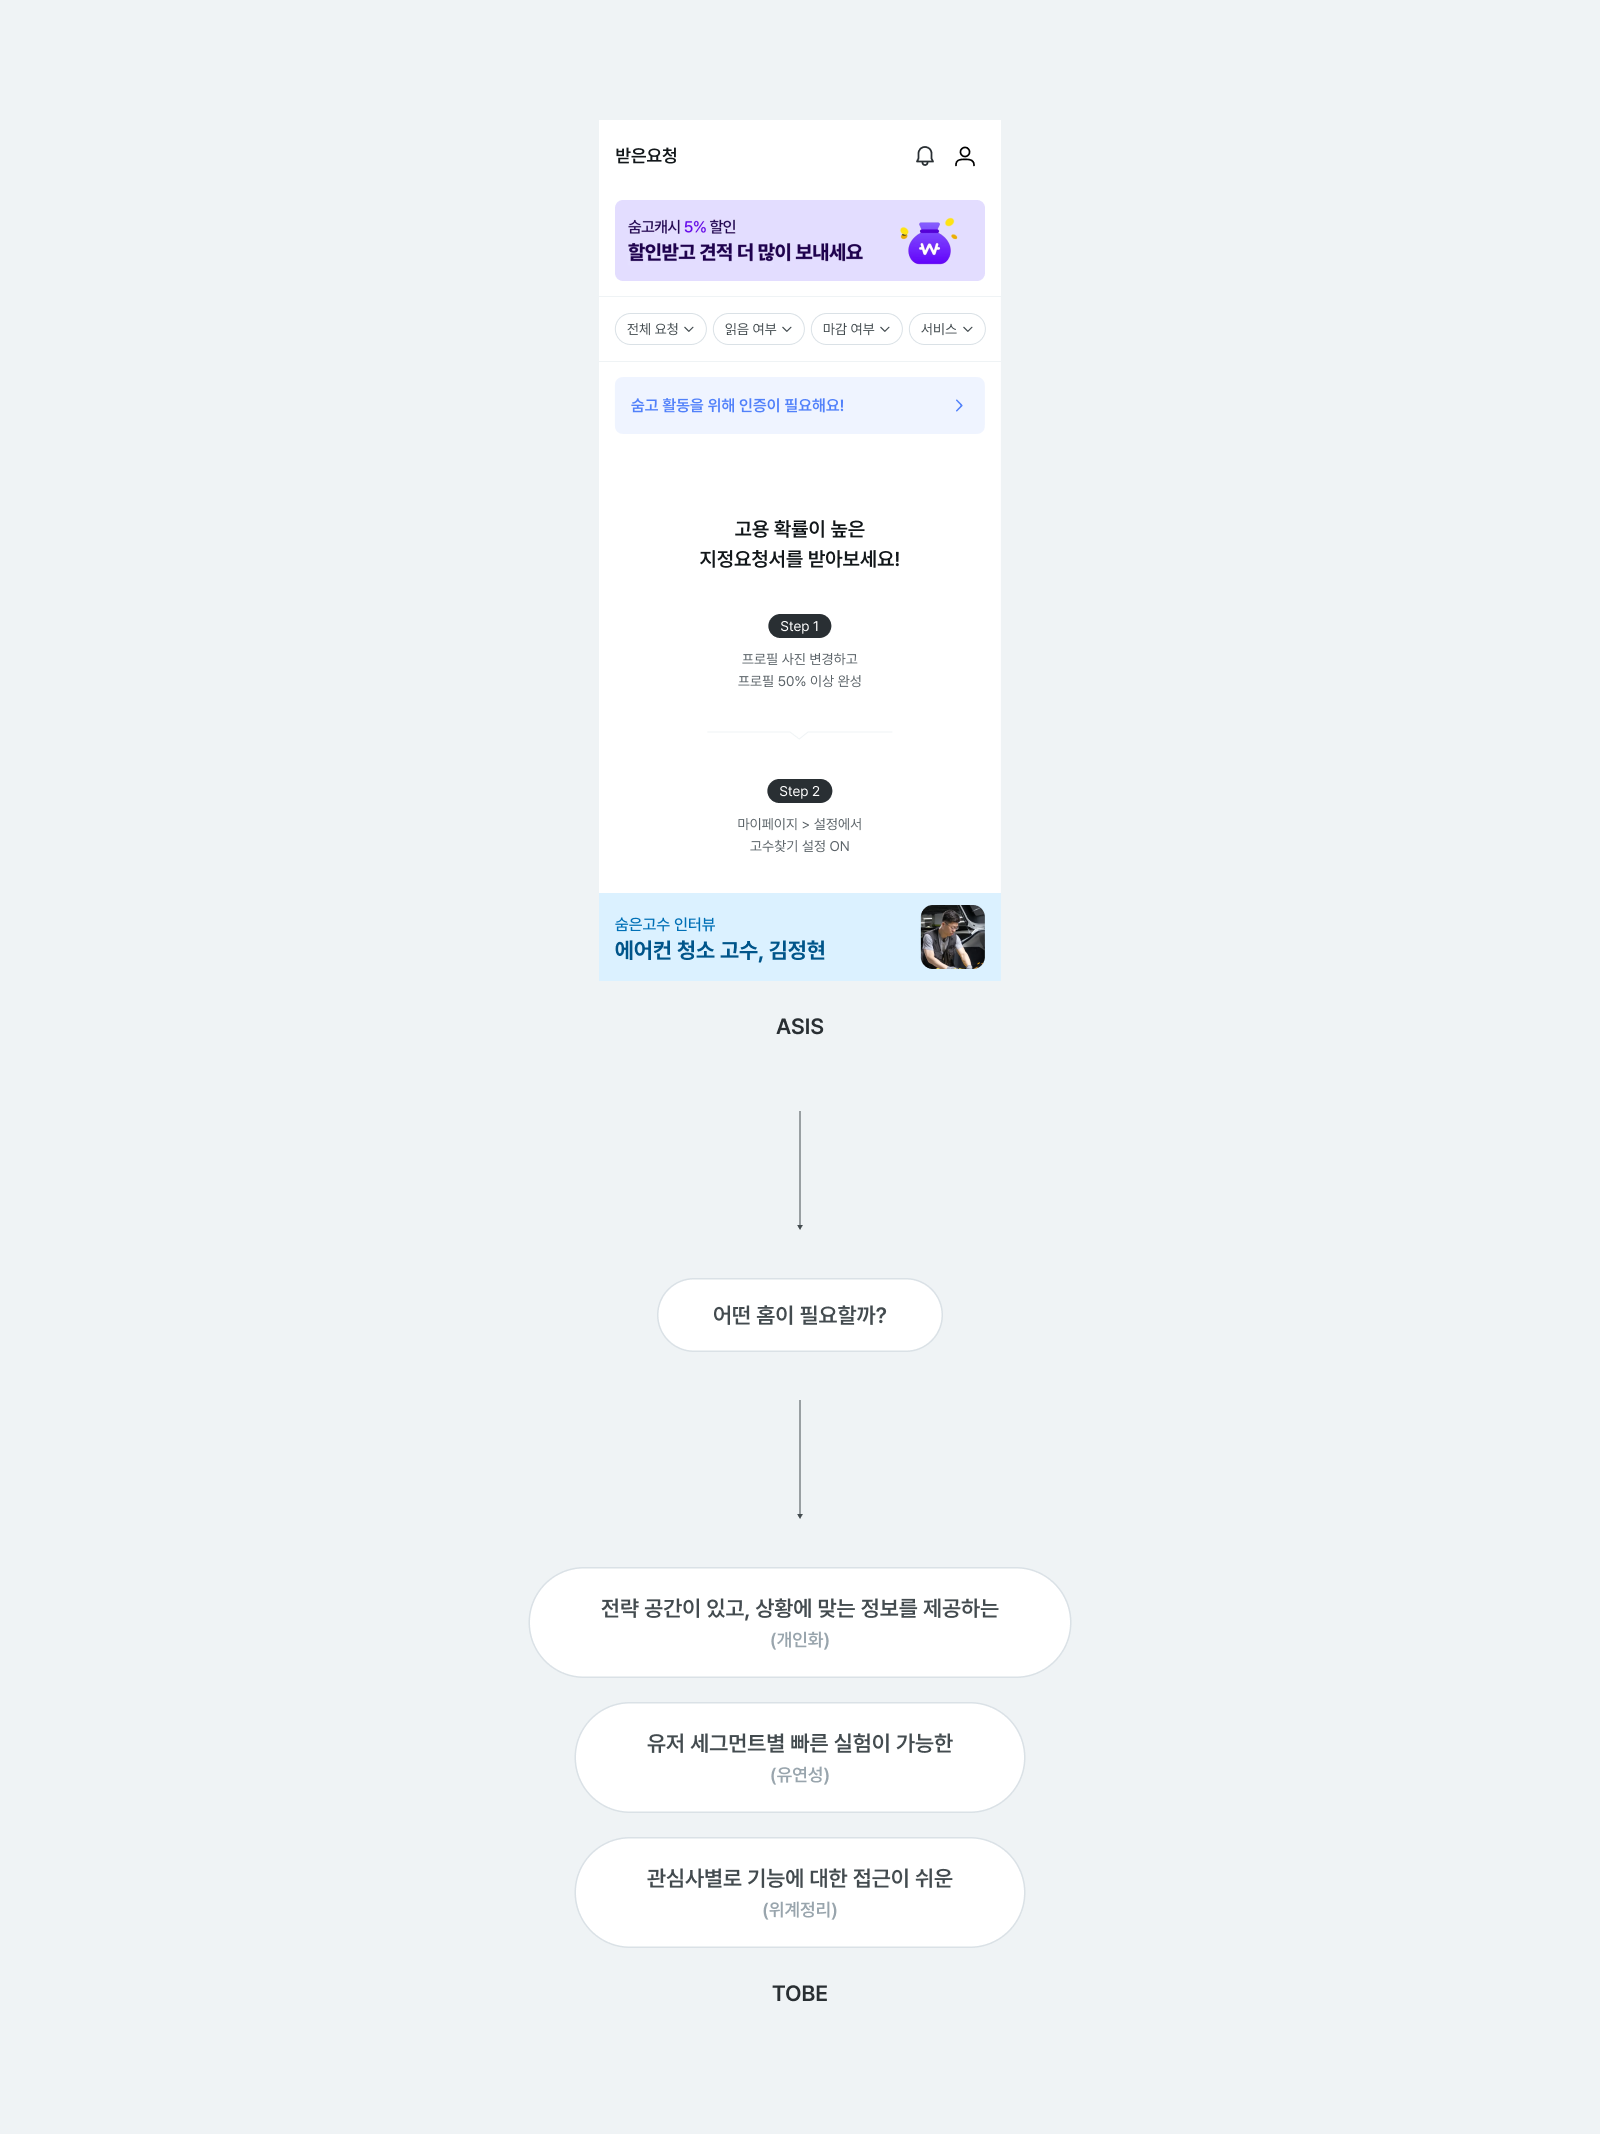 받은요청
숨고캐시 5% 할인
할인받고 견적 더 많이 보내세요
전체 요청 읽음 여부 마감 여부 서비스
숨고 활동을 위해 인증이 필요해요!
고용 확률이 높은
지정요청서를 받아보세요!
Step 1
프로필 사진 변경하고
프로필 50% 이상 완성
Step 2
마이페이지 > 설정에서
고수찾기 설정 ON
숨은고수 인터뷰
에어컨 청소 고수, 김정현
ASIS
어떤 홈이 필요할까?
전략 공간이 있고, 상황에 맞는 정보를 제공하는
(개인화)
유저 세그먼트별 빠른 실험이 가능한
(유연성)
관심사별로 기능에 대한 접근이 쉬운
(위계정리)
TOBE